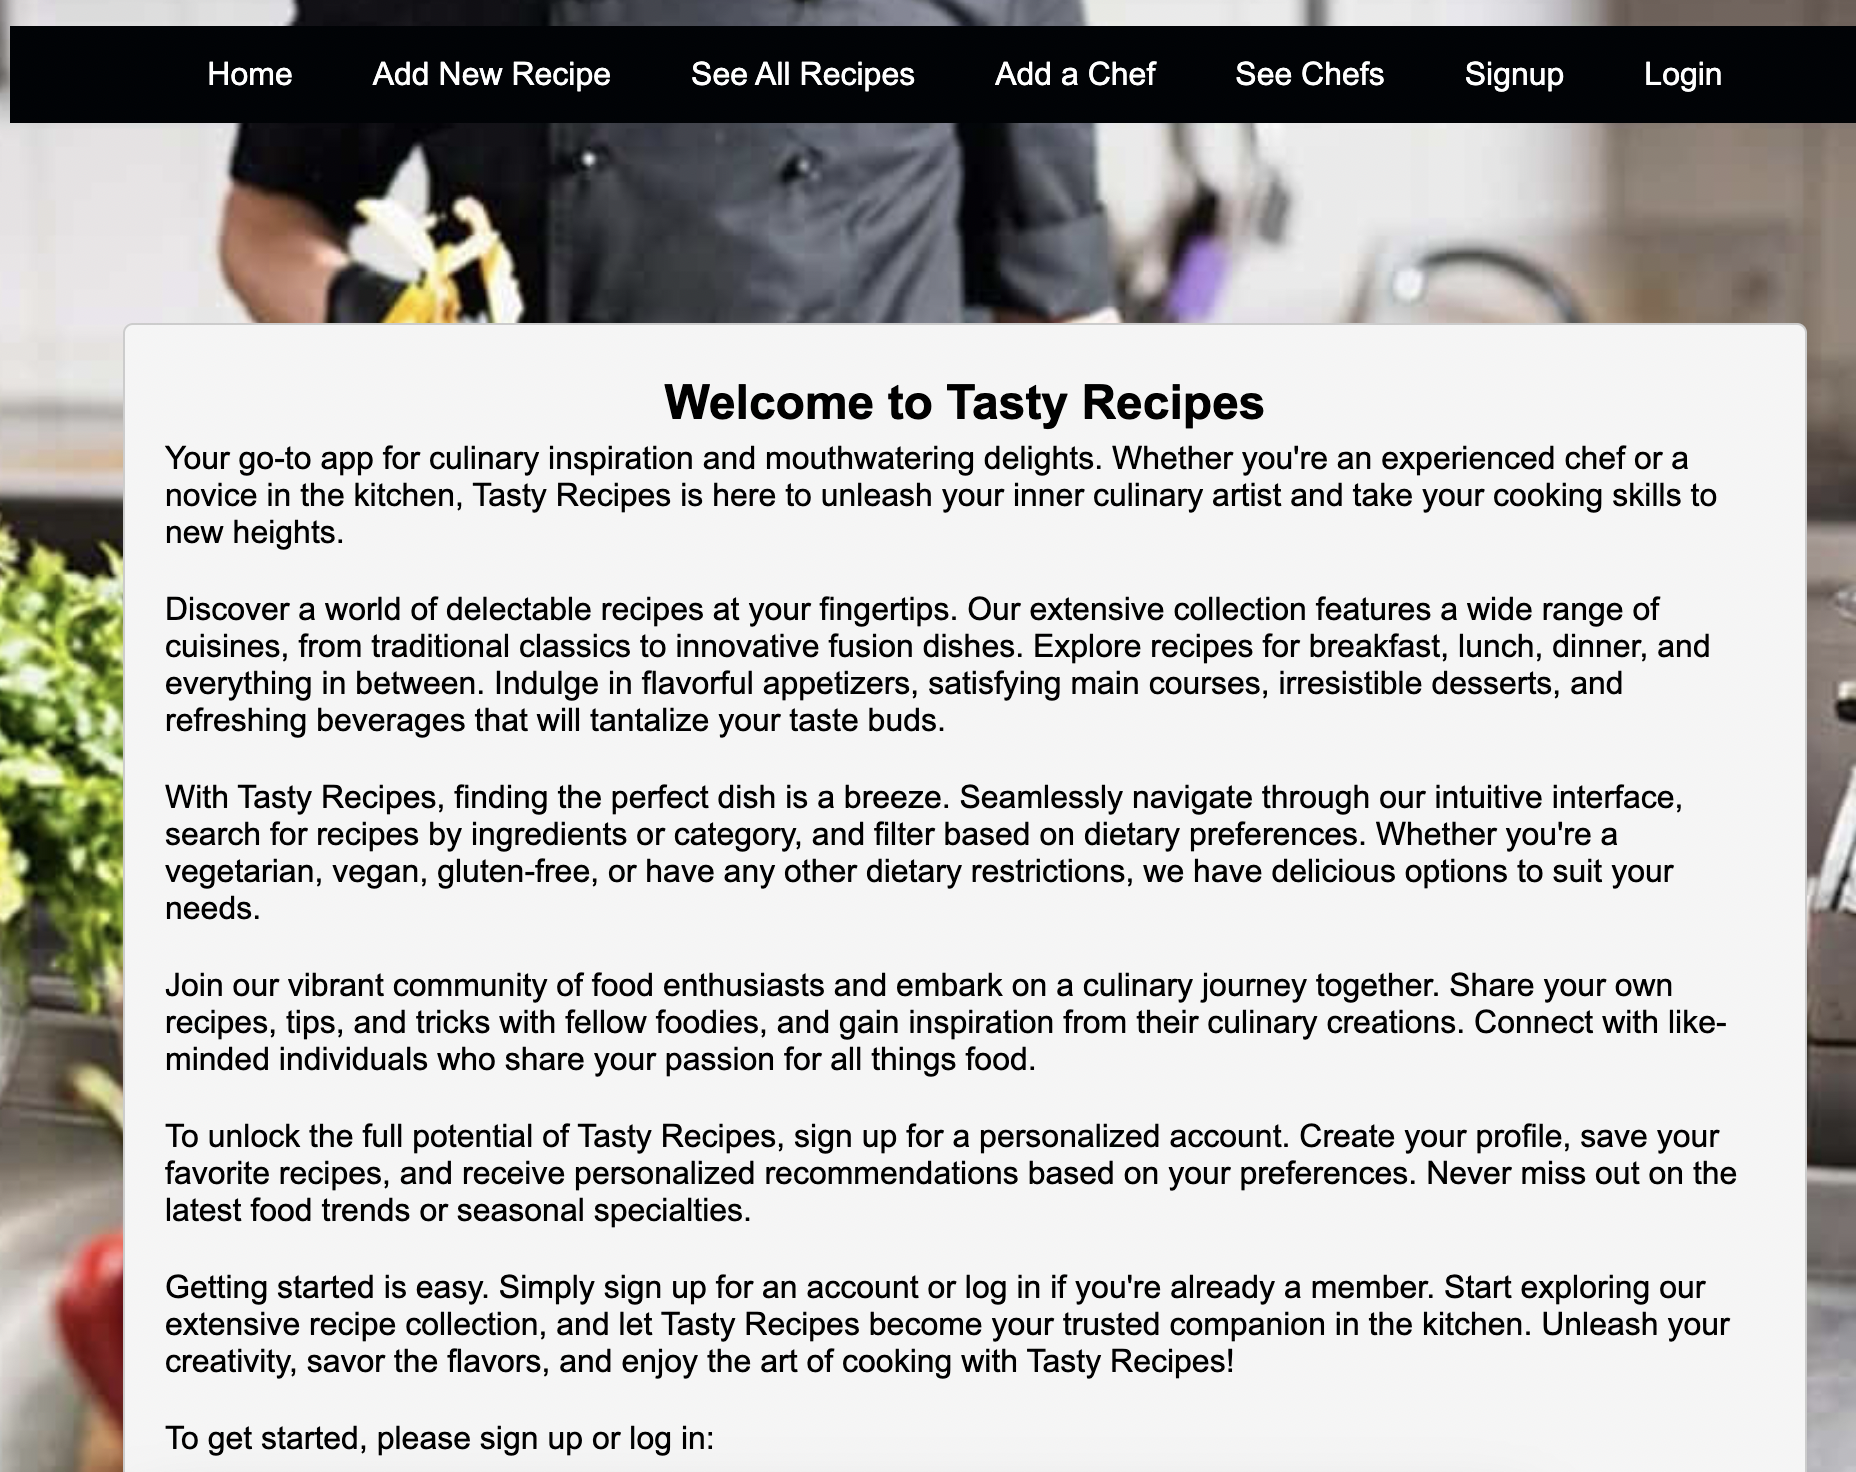 Home Add New Recipe See All Recipes Add a Chef See Chefs Signup Login
Welcome to Tasty Recipes
Your go-to app for culinary inspiration and mouthwatering delights. Whether you're an experienced chef or a
novice in the kitchen, Tasty Recipes is here to unleash your inner culinary artist and take your cooking skills to
new heights.
Discover a world of delectable recipes at your fingertips. Our extensive collection features a wide range of
cuisines, from traditional classics to innovative fusion dishes. Explore recipes for breakfast, lunch, dinner, and
everything in between. Indulge in flavorful appetizers, satisfying main courses, irresistible desserts, and
refreshing beverages that will tantalize your taste buds.
With Tasty Recipes, finding the perfect dish is a breeze. Seamlessly navigate through our intuitive interface,
search for recipes by ingredients or category, and filter based on dietary preferences. Whether you're a
vegetarian, vegan, gluten-free, or have any other dietary restrictions, we have delicious options to suit your
needs.
Join our vibrant community of food enthusiasts and embark on a culinary journey together. Share your own
recipes, tips, and tricks with fellow foodies, and gain inspiration from their culinary creations. Connect with like-
minded individuals who share your passion for all things food.
To unlock the full potential of Tasty Recipes, sign up for a personalized account. Create your profile, save your
favorite recipes, and receive personalized recommendations based on your preferences. Never miss out on the
latest food trends or seasonal specialties.
Getting started is easy. Simply sign up for an account or log in if you're already a member. Start exploring our
extensive recipe collection, and let Tasty Recipes become your trusted companion in the kitchen. Unleash your
creativity, savor the flavors, and enjoy the art of cooking with Tasty Recipes!
To get started, please sign up or log in: